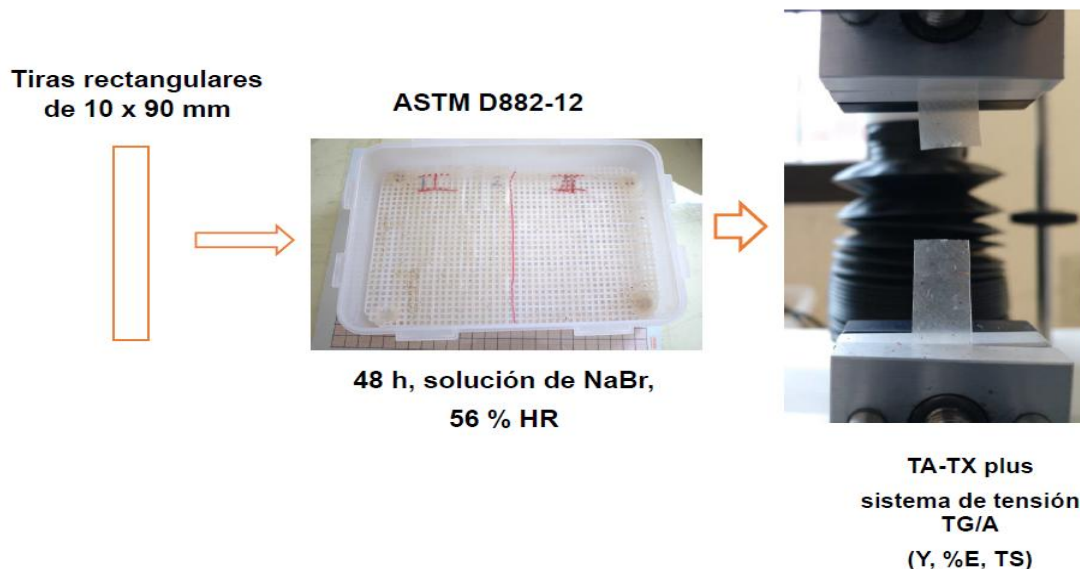 Tiras rectangulares
de 10 x 90 mm
ASTM D882-12
48 h, solución de NaBr,
56 % HR
TA-TX plus
sistema de tensión
TG/A
(Y, %E, TS)